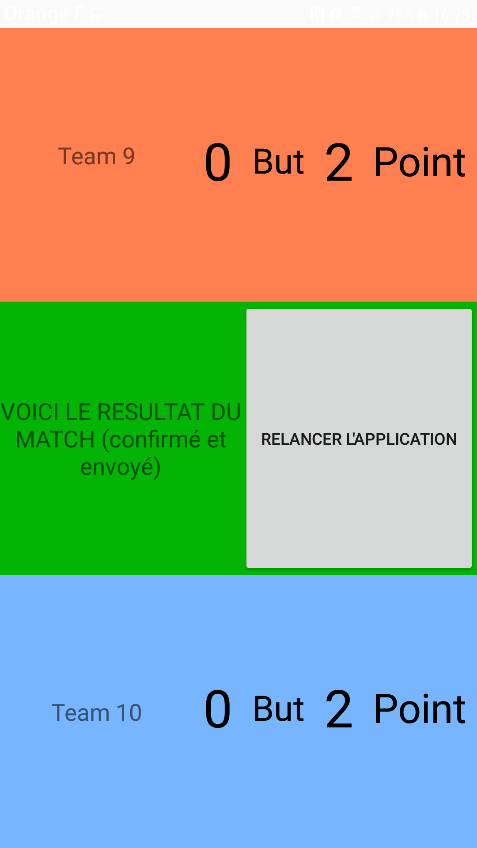 Orange F
Team 9
0 But 2 Point
VOICI LE RESULTAT DU
MATCH (confirmé et
envoyé)
RELANCER L'APPLICATION
Team 10
0 But 2 Point